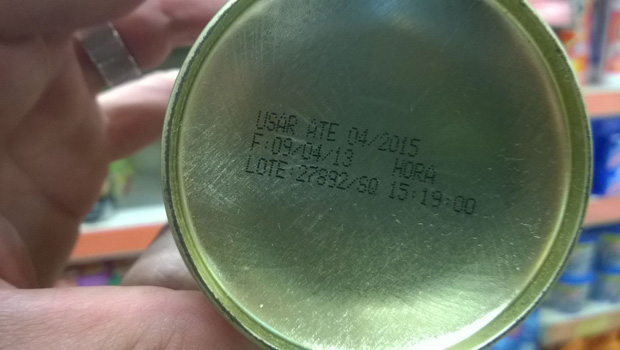 USAR ATE 04/2015
F:09/04/13 HORA
LOTE:27892/SQ 15:19:00